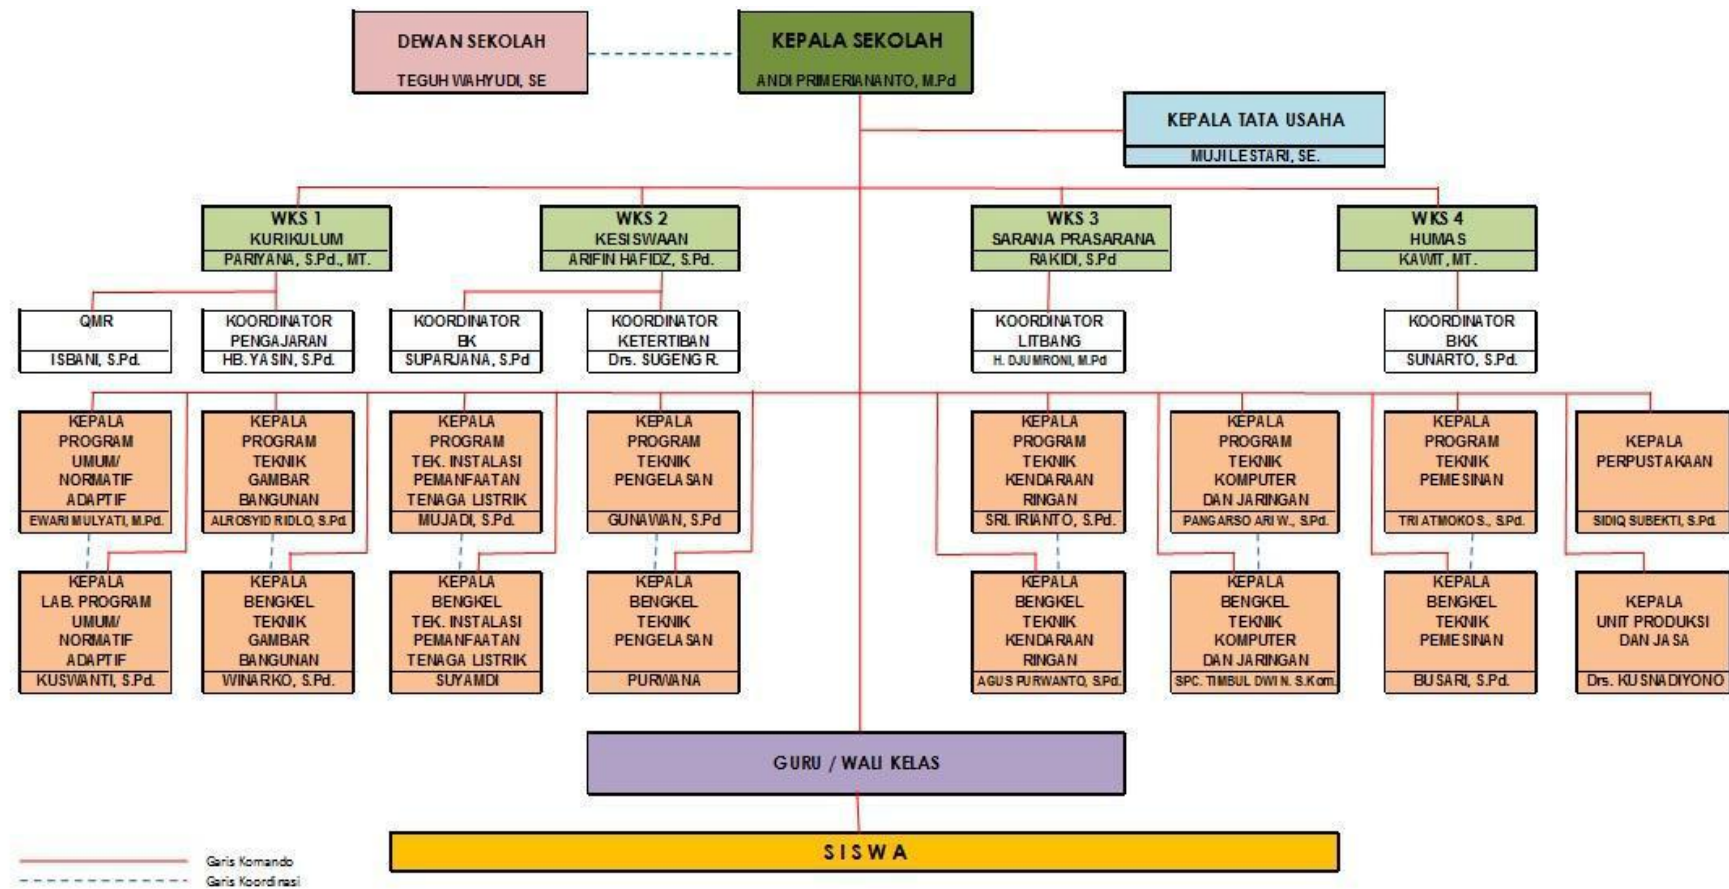 DEWAN SEKOLAH
TEGUH WAHYUDI, SE
KEPALA SEKOLAH
ANDI PRIMERIANANTO, M.Pd
KEPALA TATA USAHA
MUJI LESTARI, SE.
WKS 1
KURIKULUM
PARIYANA, S.Pd., MT.
WKS 2
KESISWAAN
ARIFIN HAFIDZ, S.Pd.
WKS 3
SARANA PRASARANA
RAKIDI, S.Pd
WKS 4
HUMAS
KAWIT, MT.
QMR
ISBANI, S.Pd.
KOORDINATOR
PENGAJARAN
HB. YASIN, S.Pd.
KOORDINATOR
BK
SUPARJANA, S.Pd
KOORDINATOR
KETERTIBAN
Drs. SUGENG R.
KOORDINATOR
LITBANG
H. DJUMRONI, M.Pd
KOORDINATOR
BKK
SUNARTO, S.Pd.
KEPALA
PROGRAM
UMUM/
NORMATIF
ADAPTIF
EWARI MULYATI, M.Pd.
KEPALA
PROGRAM
TEKNIK
GAMBAR
BANGUNAN
ALROSYID RIDLO, S.Pd.
KEPALA
PROGRAM
TEK. INSTALASI
PEMANFAATAN
TENAGA LISTRIK
MUJADI, S.Pd.
KEPALA
PROGRAM
TEKNIK
PENGELASAN
GUNAWAN, S.Pd
KEPALA
PROGRAM
TEKNIK
KENDARAAN
RINGAN
SRI. IRIANTO, S.Pd.
KEPALA
PROGRAM
TEKNIK
KOMPUTER
DAN JARINGAN
PANGARSO ARI W., S.Pd.
KEPALA
PROGRAM
TEKNIK
PEMESINAN
TRI ATMOKO S., S.Pd.
KEPALA
PERPUSTAKAAN
SIDIQ SUBEKTI, S.Pd.
KEPALA
LAB. PROGRAM
UMUM/
NORMATIF
ADAPTIF
KUSWANTI, S.Pd.
KEPALA
BENGKEL
TEKNIK
GAMBAR
BANGUNAN
WINARKO, S.Pd.
KEPALA
BENGKEL
TEK. INSTALASI
PEMANFAATAN
TENAGA LISTRIK
SUYAMDI
KEPALA
BENGKEL
TEKNIK
PENGELASAN
PURWANA
KEPALA
BENGKEL
TEKNIK
KENDARAAN
RINGAN
AGUS PURWANTO, S.Pd.
KEPALA
BENGKEL
TEKNIK
KOMPUTER
DAN JARINGAN
SPC. TIMBUL DWI N. S.Kom.
KEPALA
BENGKEL
TEKNIK
PEMESINAN
BUSARI, S.Pd.
KEPALA
UNIT PRODUKSI
DAN JASA
Drs. KUSNADIYONO
GURU / WALI KELAS
SISWA
Garis Komando
Garis Koordinasi